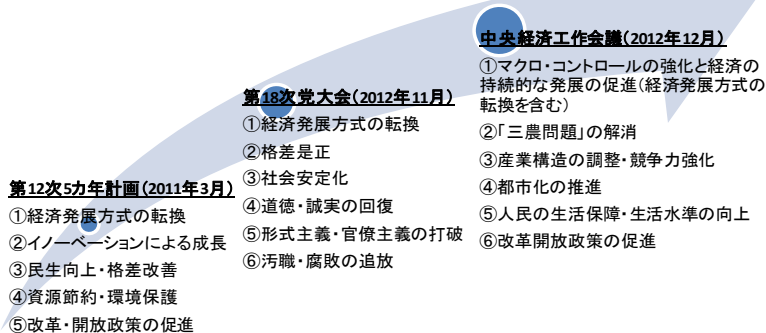 第12次5カ年計画(2011年3月)
①経済発展方式の転換
②イノーベーションによる成長
③民生向上・格差改善
④資源節約・環境保護
⑤改革・開放政策の促進
第18次党大会(2012年11月)
①経済発展方式の転換
②格差是正
③社会安定化
④道徳・誠実の回復
⑤形式主義・官僚主義の打破
⑥汚職・腐敗の追放
中央経済工作会議(2012年12月)
①マクロ・コントロールの強化と経済の
持続的な発展の促進(経済発展方式の
転換を含む)
②「三農問題」の解消
③産業構造の調整・競争力強化
④都市化の推進
⑤人民の生活保障・生活水準の向上
⑥改革開放政策の促進